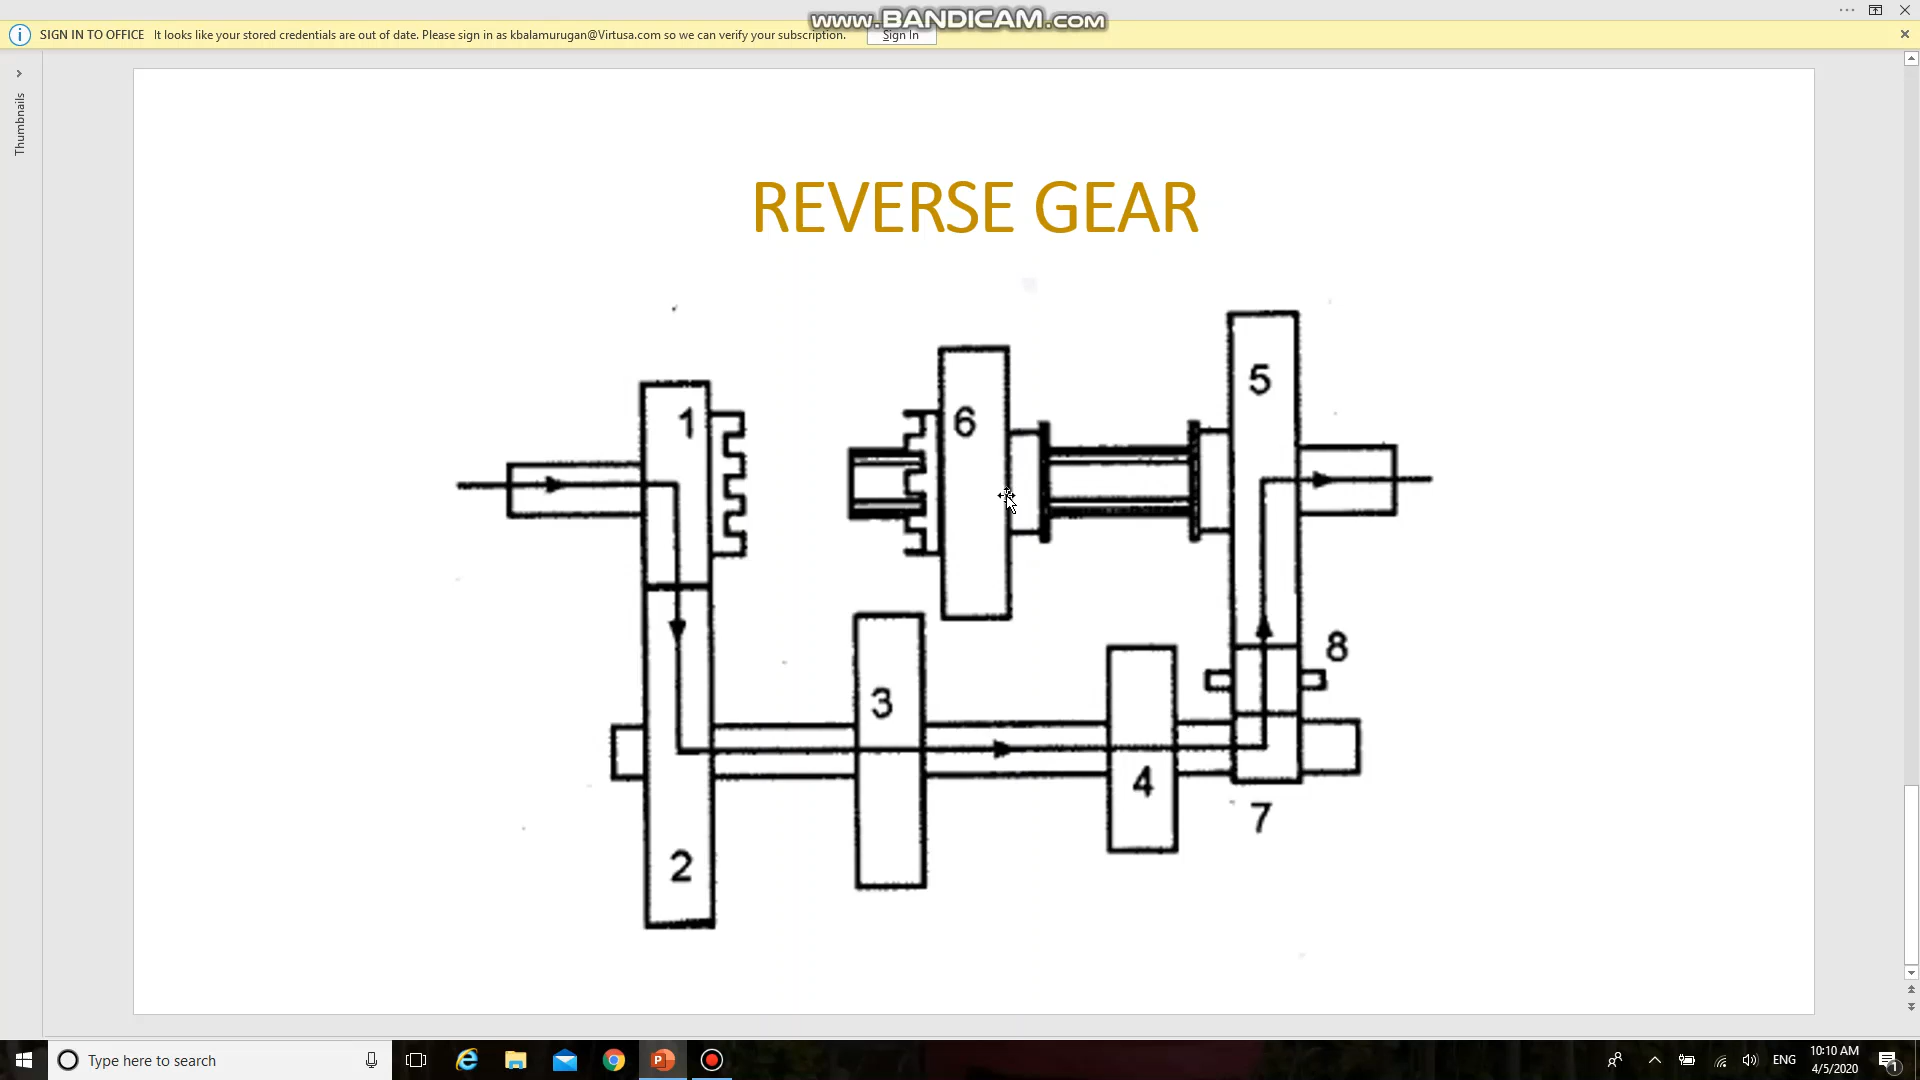 www.BANDICAM.com
SIGN IN TO OFFICE It looks like your stored credentials are out of date. Please sign in as kbalamurugan@Virtusa.com so we can verify your subscription. Sign In
Thumbnails
REVERSE GEAR
5
1
6
8
3
4
7
2
Type here to search
ENG
10:10 AM
4/5/2020
1